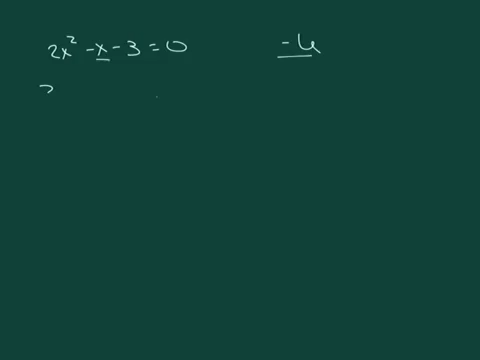 2x² - x - 3 = 0
-6